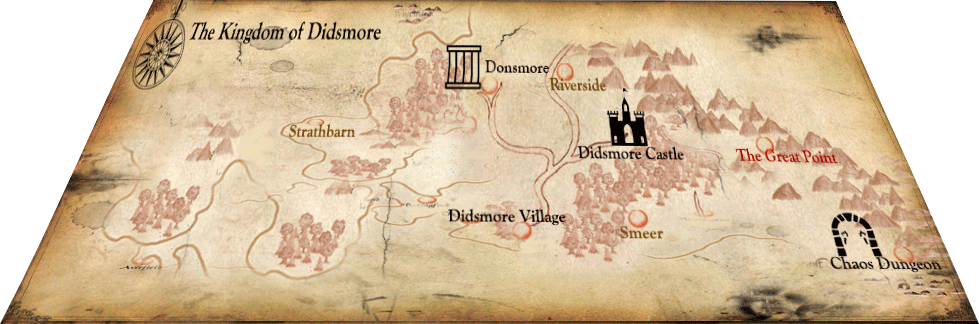 The Kingdom of Didsmore
Donsmore
Riverside
Strathbarn
Didsmore Castle
The Great Point
Didsmore Village
Smeer
Chaos Dungeon